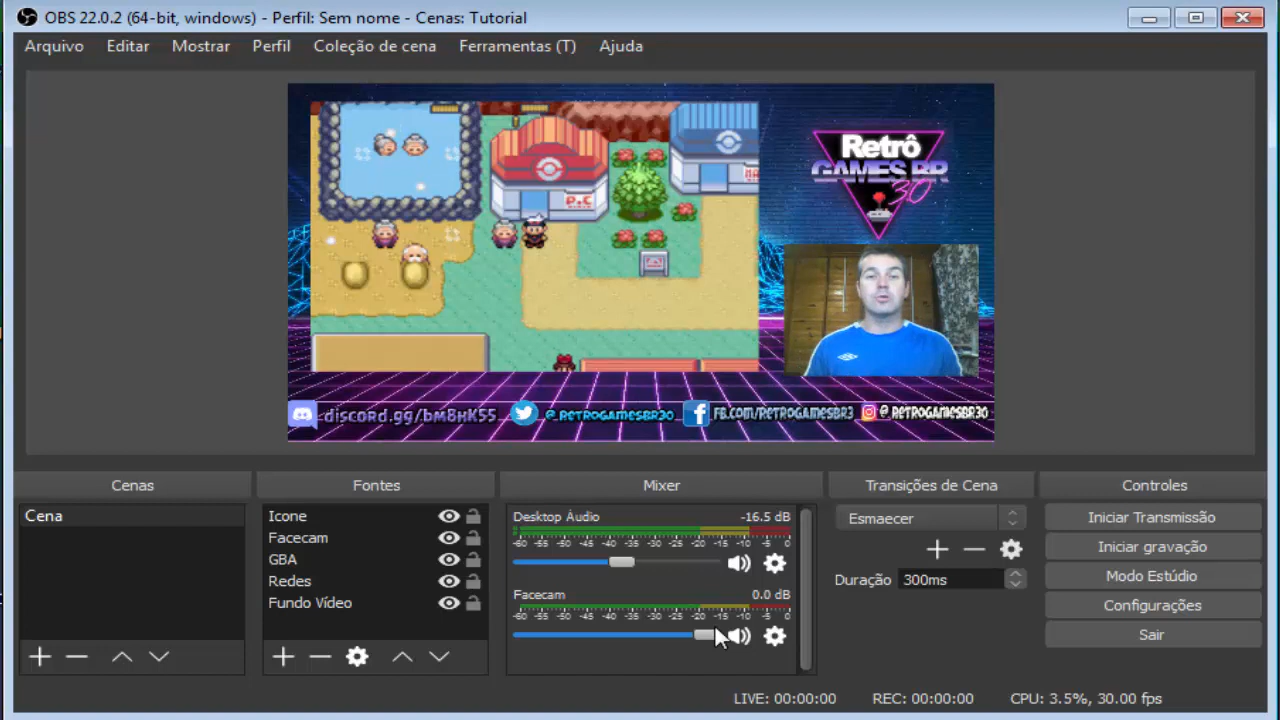 OBS 22.0.2 (64-bit, windows) - Perfil: Sem nome - Cenas: Tutorial
Arquivo Editar Mostrar Perfil Coleção de cena Ferramentas (T) Ajuda
P.C
Retrô
GAMES BR
30
discord.gg/bM8HK55 @_RETROGAMESBR30 FB.COM/RETROGAMESBR3 @_RETROGAMESBR30
Cenas Fontes Mixer Transições de Cena Controles
Cena
Icone
Facecam
GBA
Redes
Fundo Vídeo
Desktop Áudio -16.5 dB
-60 -55 -50 -45 -40 -35 -30 -25 -20 -15 -10 -5 0
Facecam 0.0 dB
-60 -55 -50 -45 -40 -35 -30 -25 -20 -15 -10 -5 0
Esmaecer
Duração 300ms
Iniciar Transmissão
Iniciar gravação
Modo Estúdio
Configurações
Sair
LIVE: 00:00:00 REC: 00:00:00 CPU: 3.5%, 30.00 fps